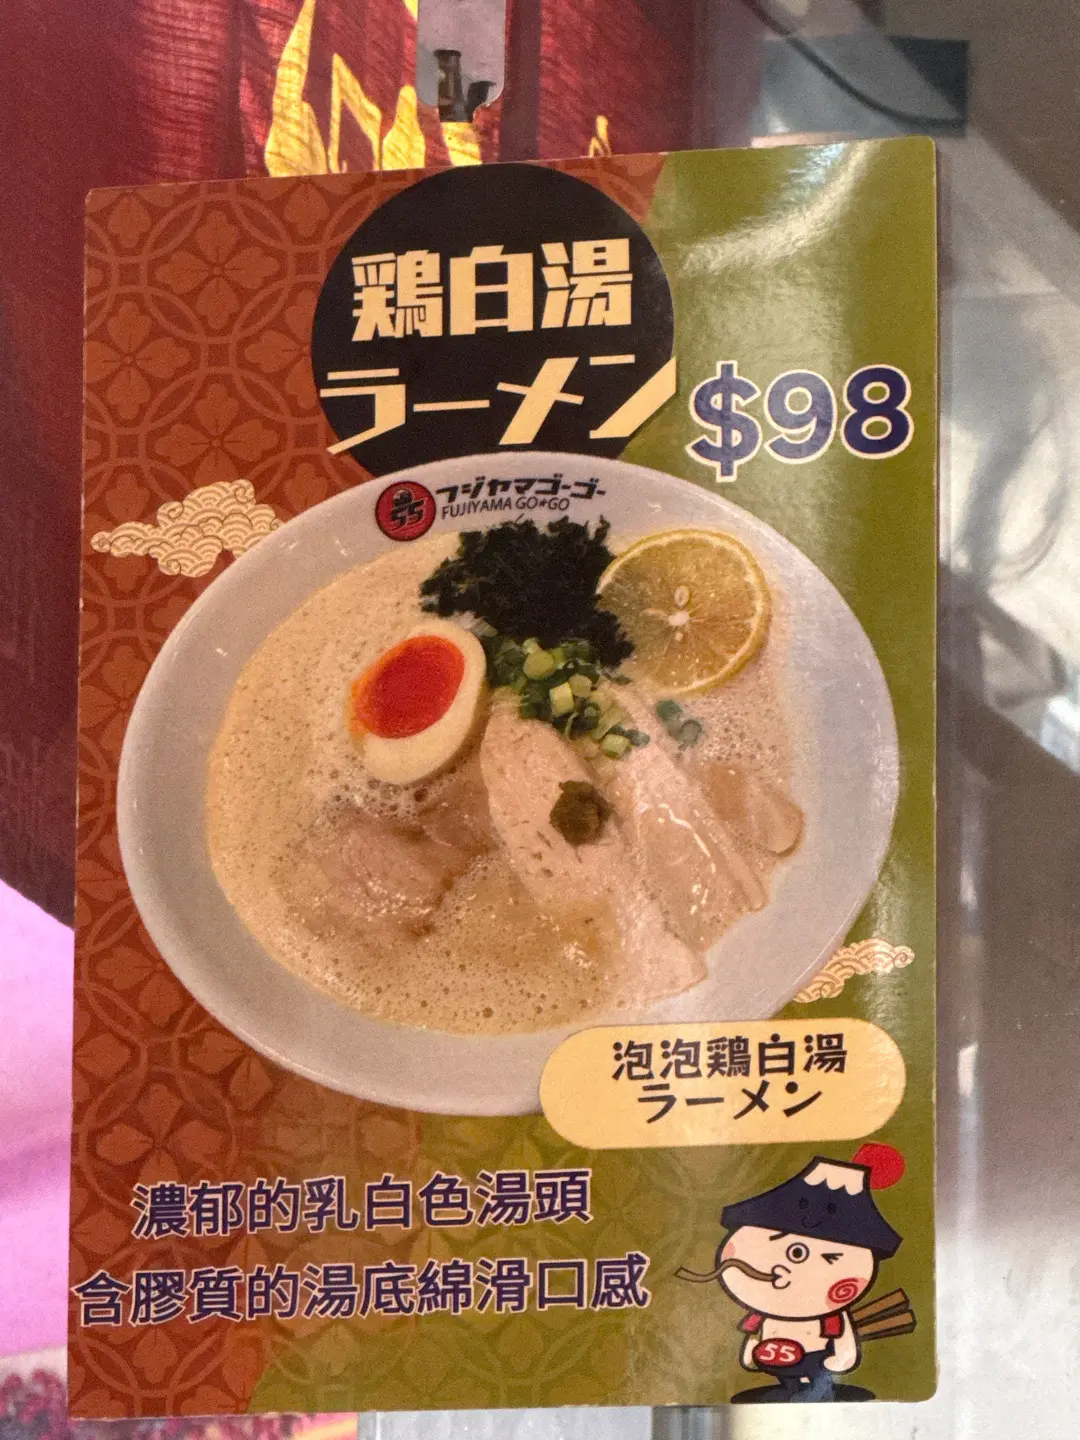 鶏白湯
ラーメン
$98
55 フジヤマゴーゴー
FUJIYAMA GO★GO
泡泡鶏白湯
ラーメン
濃郁的乳白色湯頭
含膠質的湯底綿滑口感
55